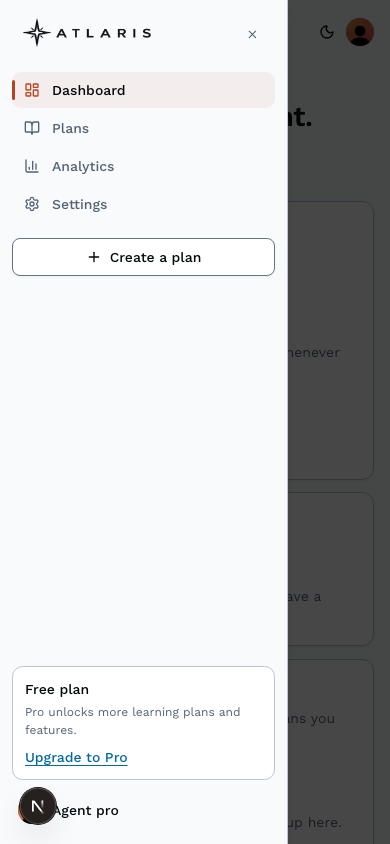 ATLARIS
Dashboard
Plans
Analytics
Settings
Create a plan
nt.
henever
ave a
ans you
up here.
Free plan
Pro unlocks more learning plans and
features.
Upgrade to Pro
N
Agent pro